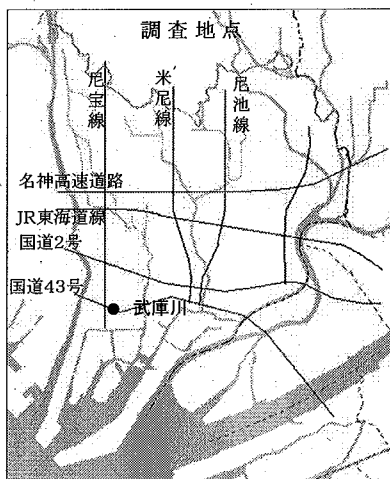 調査地点
尼宝線
米尼線
尼池線
名神高速道路
JR東海道線
国道2号
国道43号
武庫川